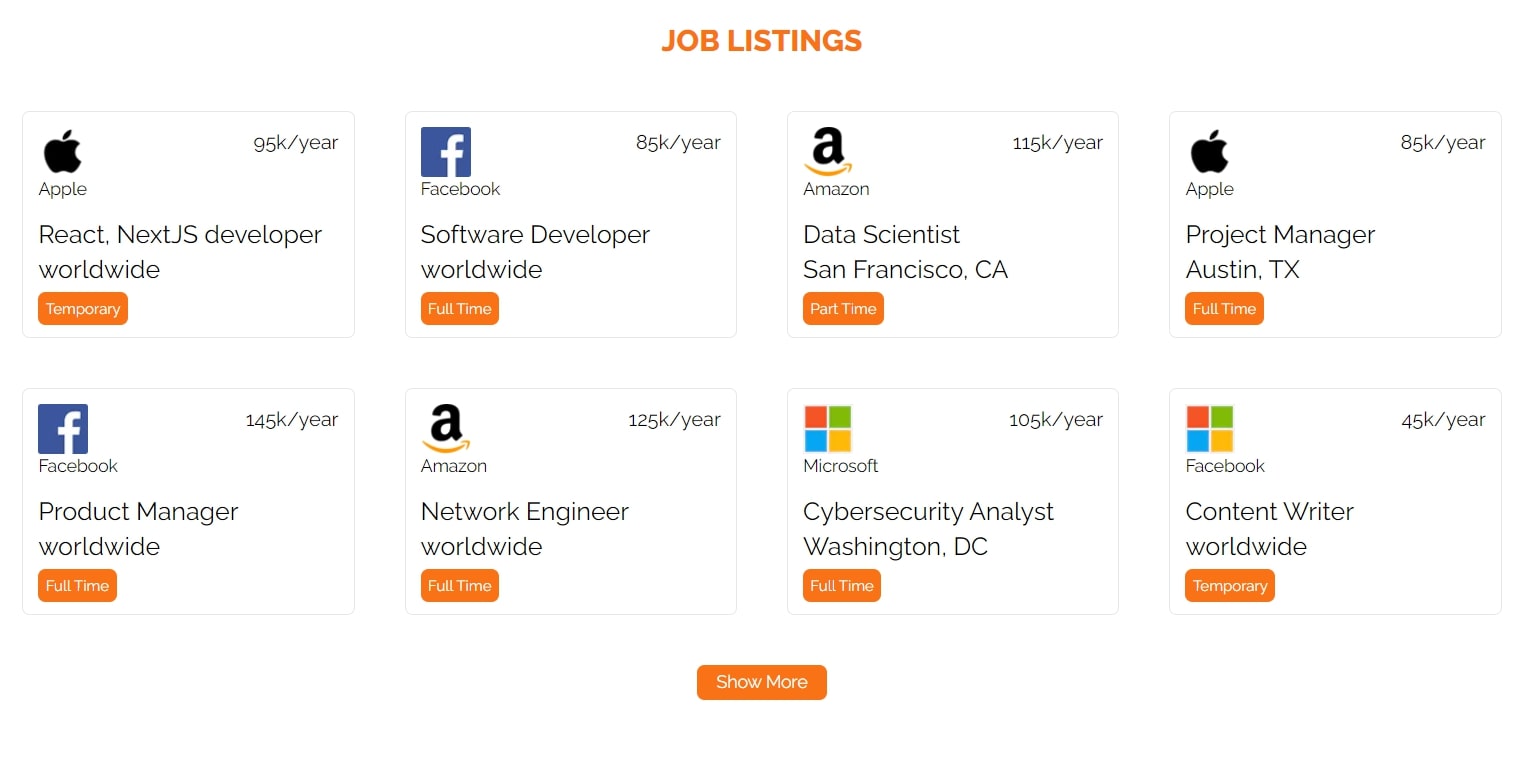 JOB LISTINGS
95k/year
Apple
React, NextJS developer
worldwide
Temporary
85k/year
Facebook
Software Developer
worldwide
Full Time
115k/year
Amazon
Data Scientist
San Francisco, CA
Part Time
85k/year
Apple
Project Manager
Austin, TX
Full Time
145k/year
Facebook
Product Manager
worldwide
Full Time
125k/year
Amazon
Network Engineer
worldwide
Full Time
105k/year
Microsoft
Cybersecurity Analyst
Washington, DC
Full Time
45k/year
Facebook
Content Writer
worldwide
Temporary
Show More